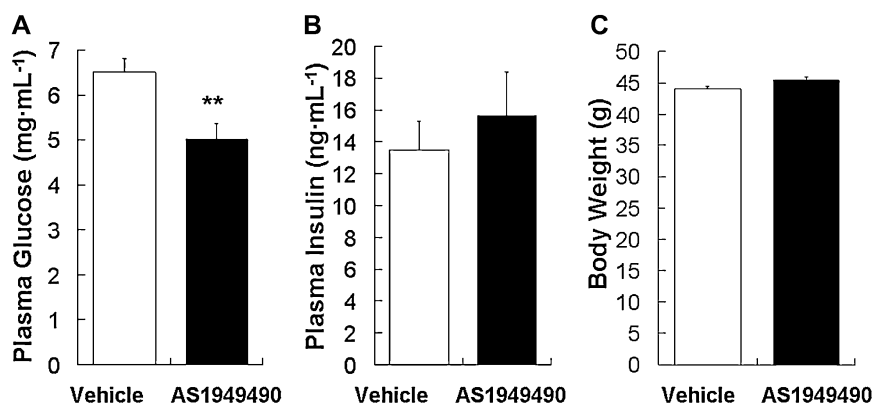 A
Plasma Glucose (mg·mL-1)
7
6
5
4
3
2
1
0
**
Vehicle
AS1949490
B
Plasma Insulin (ng·mL-1)
20
18
16
14
12
10
8
6
4
2
0
Vehicle
AS1949490
C
Body Weight (g)
50
45
40
35
30
25
20
15
10
5
0
Vehicle
AS1949490